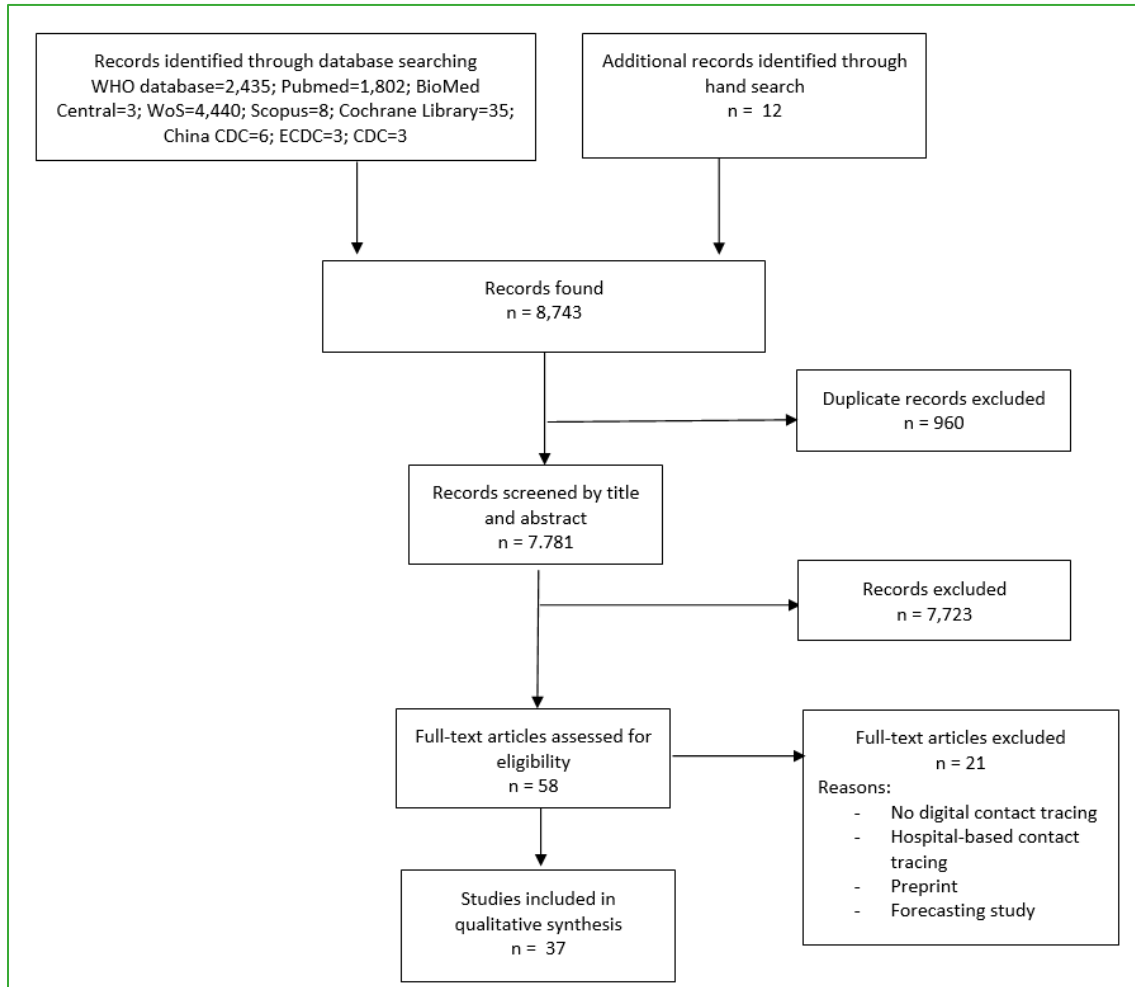 Records identified through database searching
WHO database=2,435; Pubmed=1,802; BioMed
Central=3; WoS=4,440; Scopus=8; Cochrane Library=35;
China CDC=6; ECDC=3; CDC=3
Additional records identified through
hand search
n = 12
Records found
n = 8,743
Duplicate records excluded
n = 960
Records screened by title
and abstract
n = 7.781
Records excluded
n = 7,723
Full-text articles assessed for
eligibility
n = 58
Full-text articles excluded
n = 21
Reasons:
- No digital contact tracing
- Hospital-based contact
tracing
- Preprint
- Forecasting study
Studies included in
qualitative synthesis
n = 37